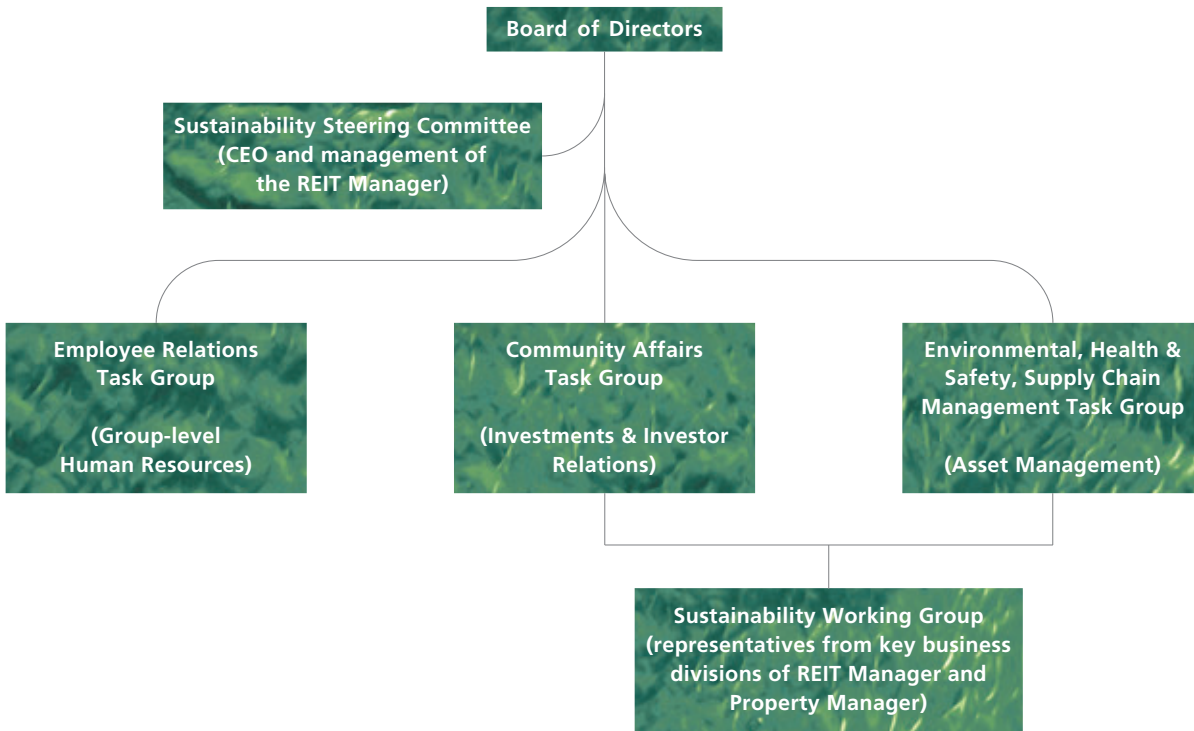 Board of Directors
Sustainability Steering Committee
(CEO and management of
the REIT Manager)
Employee Relations
Task Group
(Group-level
Human Resources)
Community Affairs
Task Group
(Investments & Investor
Relations)
Environmental, Health &
Safety, Supply Chain
Management Task Group
(Asset Management)
Sustainability Working Group
(representatives from key business
divisions of REIT Manager and
Property Manager)